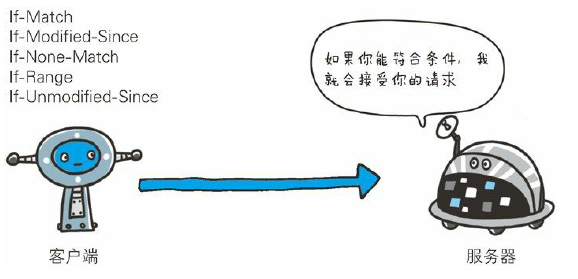 If-Match
If-Modified-Since
If-None-Match
If-Range
If-Unmodified-Since
如果你能符合条件，我
就会接受你的请求
客户端
服务器